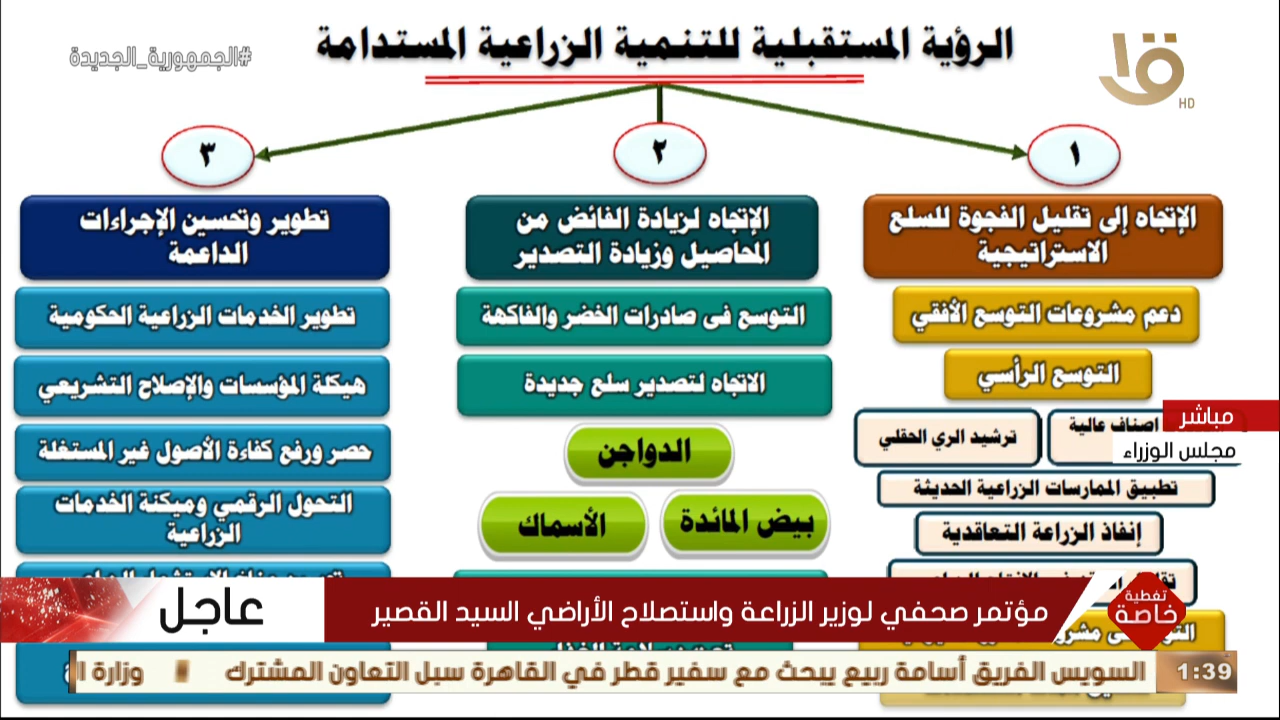 الرؤية المستقبلية للتنمية الزراعية المستدامة
#الجمهورية_الجديدة
HD
١
٢
٣
الإتجاه إلى تقليل الفجوة للسلع
الاستراتيجية
دعم مشروعات التوسع الأفقي
التوسع الرأسي
اصناف عالية
ترشيد الري الحقلي
تطبيق الممارسات الزراعية الحديثة
إنفاذ الزراعة التعاقدية
الإتجاه لزيادة الفائض من
المحاصيل وزيادة التصدير
التوسع فى صادرات الخضر والفاكهة
الاتجاه لتصدير سلع جديدة
الدواجن
بيض المائدة
الأسماك
تطوير وتحسين الإجراءات
الداعمة
تطوير الخدمات الزراعية الحكومية
هيكلة المؤسسات والإصلاح التشريعي
حصر ورفع كفاءة الأصول غير المستغلة
التحول الرقمي وميكنة الخدمات
الزراعية
مباشر
مجلس الوزراء
تغطية
خاصة
مؤتمر صحفي لوزير الزراعة واستصلاح الأراضي السيد القصير
عاجل
1:39
السويس الفريق أسامة ربيع يبحث مع سفير قطر في القاهرة سبل التعاون المشترك
وزارة ا